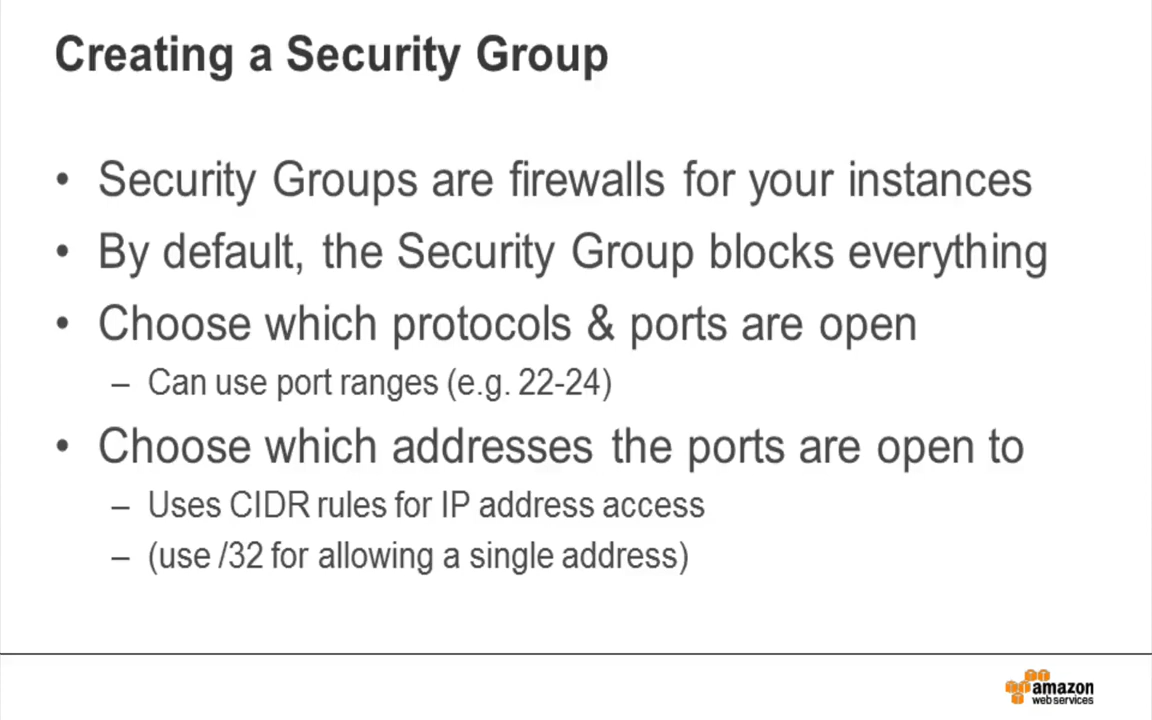 Creating a Security Group
• Security Groups are firewalls for your instances
• By default, the Security Group blocks everything
• Choose which protocols & ports are open
– Can use port ranges (e.g. 22-24)
• Choose which addresses the ports are open to
– Uses CIDR rules for IP address access
– (use /32 for allowing a single address)
amazon
webservices